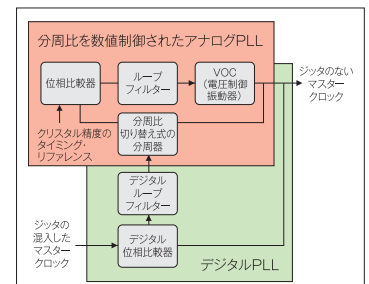 分周比を数値制御されたアナログPLL
位相比較器
ループ
フィルター
VOC
(電圧制御
振動器)
ジッタのない
マスター
クロック
クリスタル精度の
タイミング・
リファレンス
分周比
切り替え式の
分周器
デジタル
ループ
フィルター
ジッタの
混入した
マスター
クロック
デジタル
位相比較器
デジタルPLL